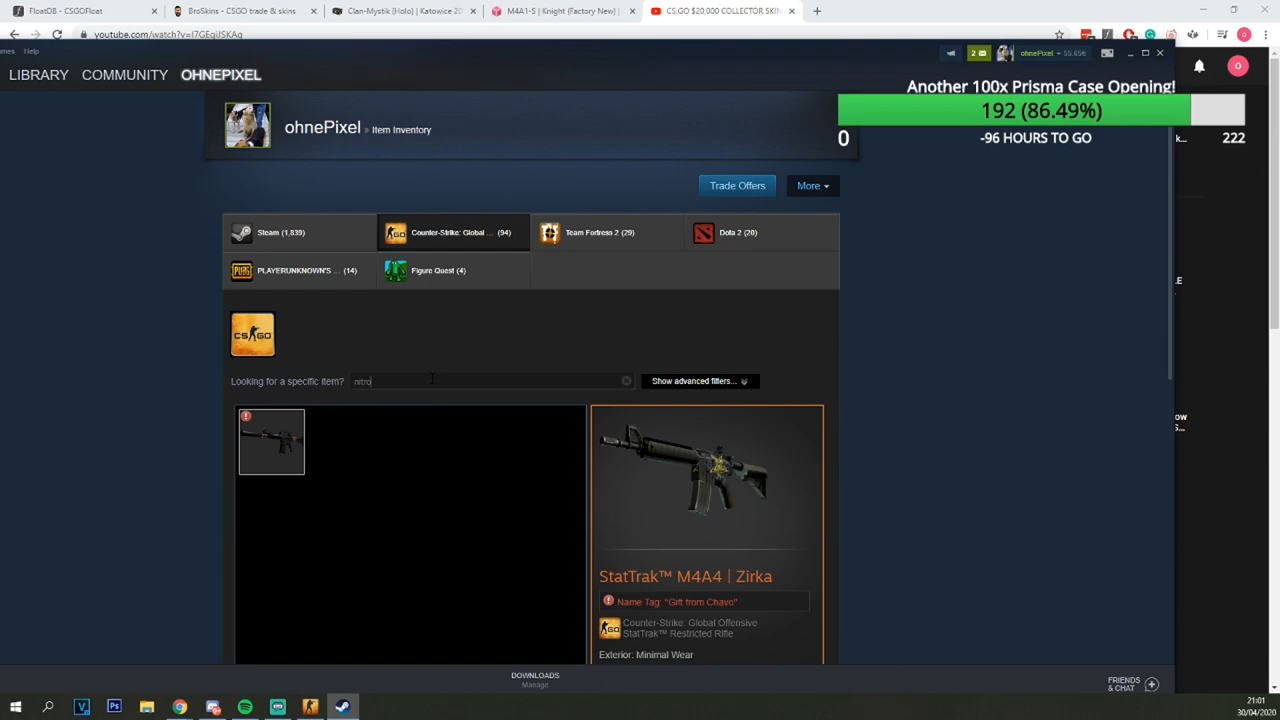 FloatDB - CSGOFloat
BroSkins - CSGO trade & skins
Clan-Mystik (Holo) | Katowice 20
M4A1-S | Knight (Factory New) |
CS:GO $20,000 COLLECTOR SKIN
youtube.com/watch?v=I7GEqiJSKAg
Help
2
ohnePixel
55.65€
LIBRARY COMMUNITY OHNEPIXEL
Another 100x Prisma Case Opening!
192 (86.49%)
0 -96 HOURS TO GO 222
ohnePixel » Item Inventory
Trade Offers More
Steam (1,839)
Counter-Strike: Global ... (94)
Team Fortress 2 (29)
Dota 2 (20)
PLAYERUNKNOWN'S ... (14)
Figure Quest (4)
CS GO
Looking for a specific item? nitro
Show advanced filters...
StatTrak™ M4A4 | Zirka
Name Tag: "Gift from Chavo"
Counter-Strike: Global Offensive
StatTrak™ Restricted Rifle
Exterior: Minimal Wear
DOWNLOADS
Manage
FRIENDS
& CHAT
21:01
30/04/2020